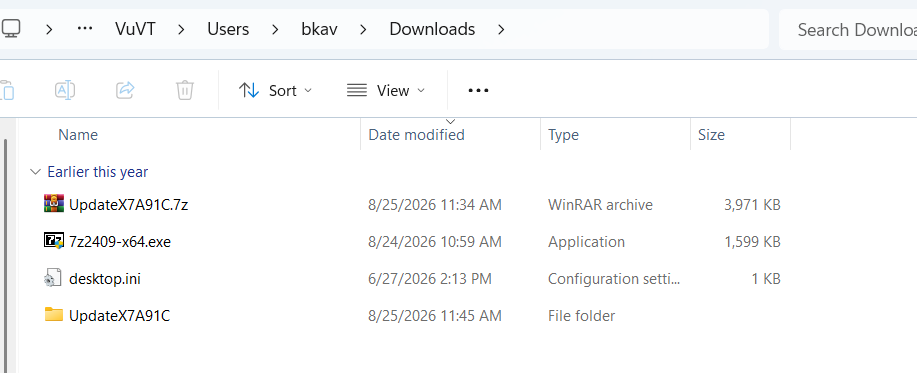 VuVT Users bkav Downloads Search Downloa
Sort View
Name Date modified Type Size
Earlier this year
UpdateX7A91C.7z 8/25/2026 11:34 AM WinRAR archive 3,971 KB
7z2409-x64.exe 8/24/2026 10:59 AM Application 1,599 KB
desktop.ini 6/27/2026 2:13 PM Configuration setti... 1 KB
UpdateX7A91C 8/25/2026 11:45 AM File folder